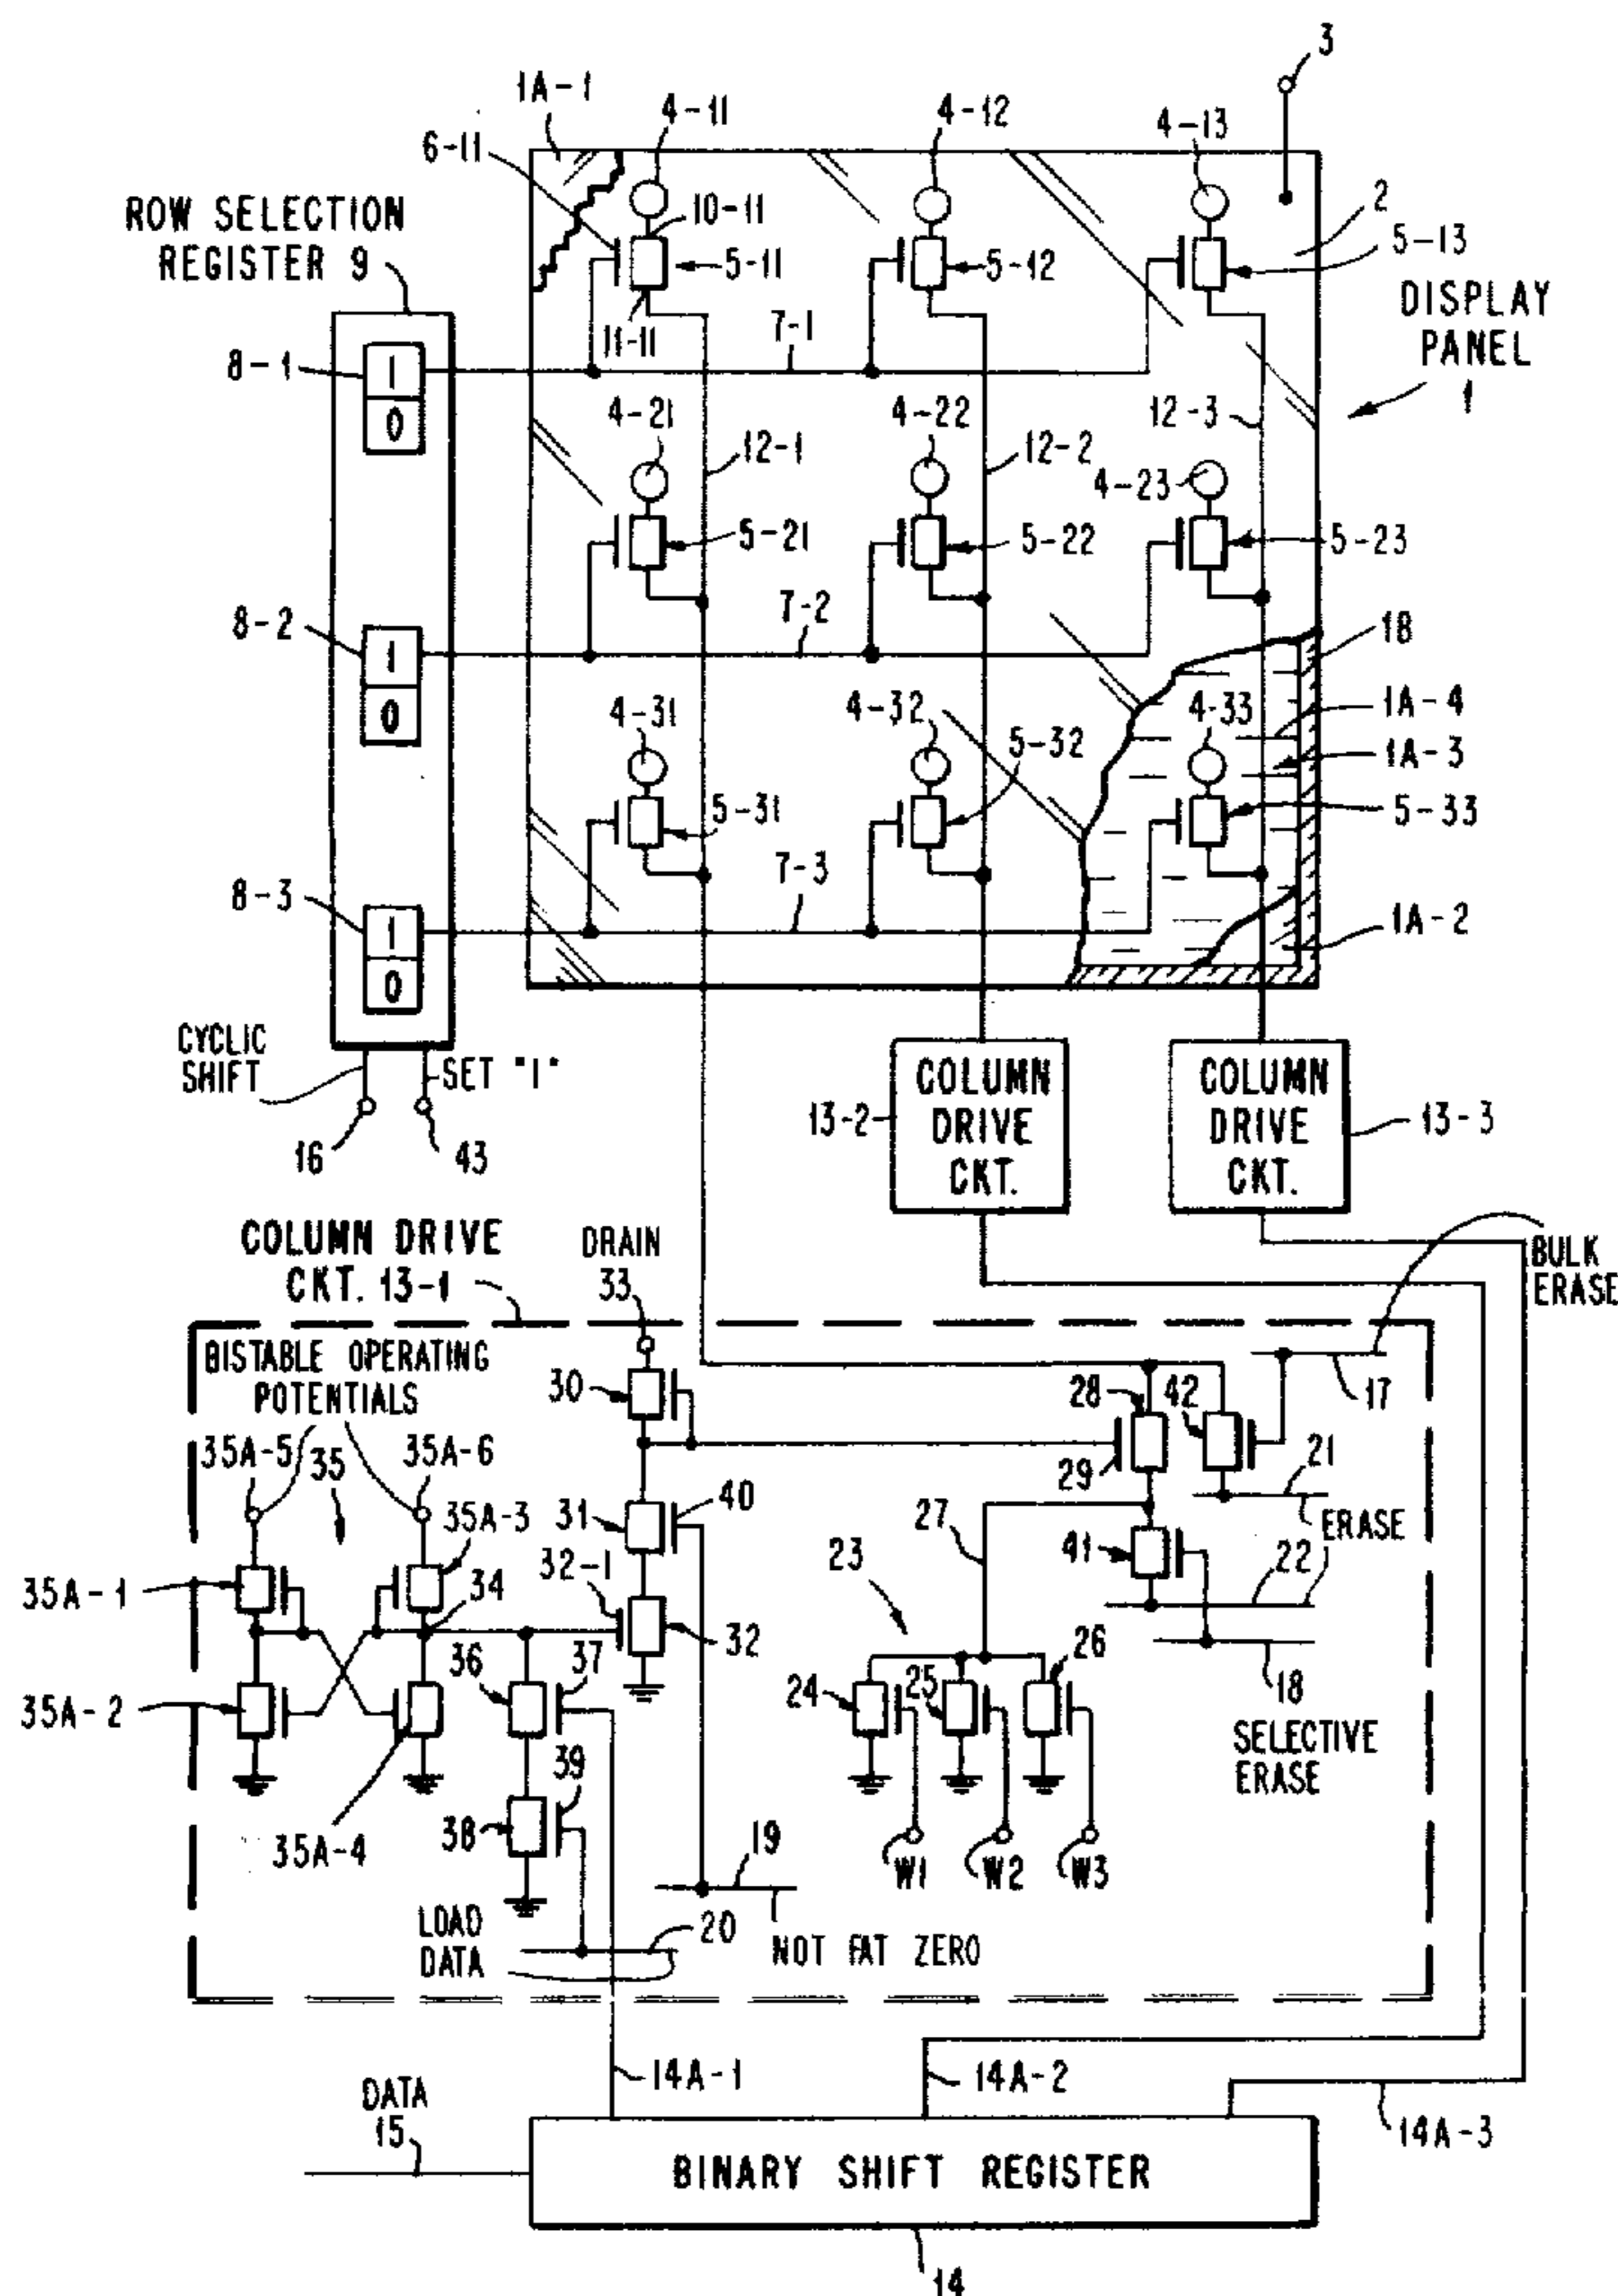 3
1A-1
4-11
4-12
4-13
6-11
10-11
2
ROW SELECTION
REGISTER 9
5-11
5-12
5-13
11-11
7-1
DISPLAY
PANEL
1
8-1
1
0
4-21
4-22
12-3
12-1
12-2
4-23
5-21
5-22
5-23
8-2
1
0
7-2
18
4-31
4-32
4-33
1A-4
5-32
1A-3
5-31
5-33
8-3
1
0
7-3
1A-2
CYCLIC
SHIFT
SET "1"
16
43
COLUMN
DRIVE
CKT.
13-2
COLUMN
DRIVE
CKT.
13-3
COLUMN DRIVE
CKT. 13-1
DRAIN
33
BULK
ERASE
BISTABLE OPERATING
POTENTIALS
30
28
42
17
35A-5
35
35A-6
29
21
35A-3
31
40
ERASE
27
41
22
23
32-1
35A-1
34
32
36
37
26
24
25
18
35A-2
SELECTIVE
ERASE
39
38
35A-4
19
W1
W2
W3
LOAD
DATA
20
NOT FAT ZERO
14A-1
14A-2
14A-3
DATA
15
BINARY SHIFT REGISTER
14